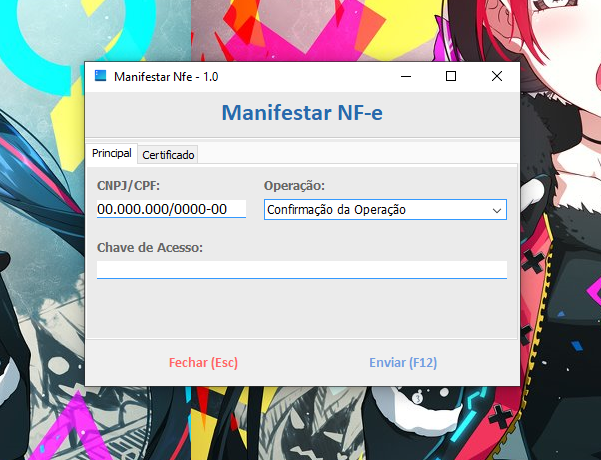 Manifestar Nfe - 1.0
Manifestar NF-e
Principal Certificado
CNPJ/CPF: Operação:
00.000.000/0000-00 Confirmação da Operação
Chave de Acesso:
Fechar (Esc) Enviar (F12)